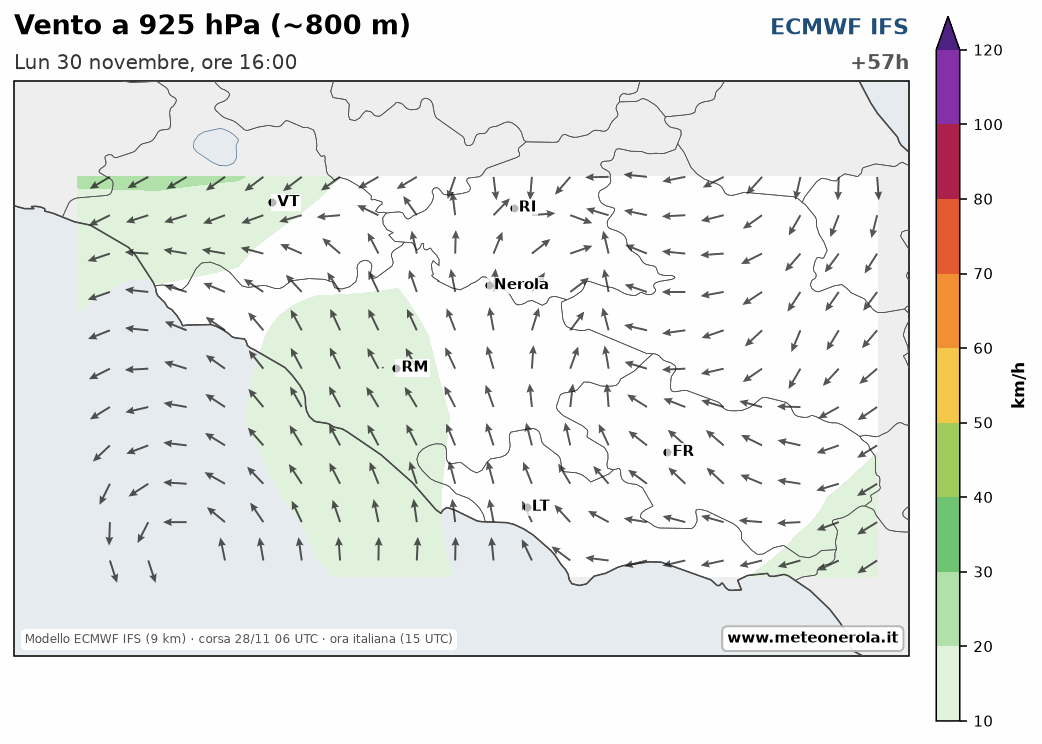 Vento a 925 hPa (~800 m)
ECMWF IFS
Lun 30 novembre, ore 16:00
+57h
120
100
80
70
60
50
40
30
20
10
km/h
VT
RI
Nerola
RM
FR
LT
Modello ECMWF IFS (9 km) · corsa 28/11 06 UTC · ora italiana (15 UTC)
www.meteonerola.it